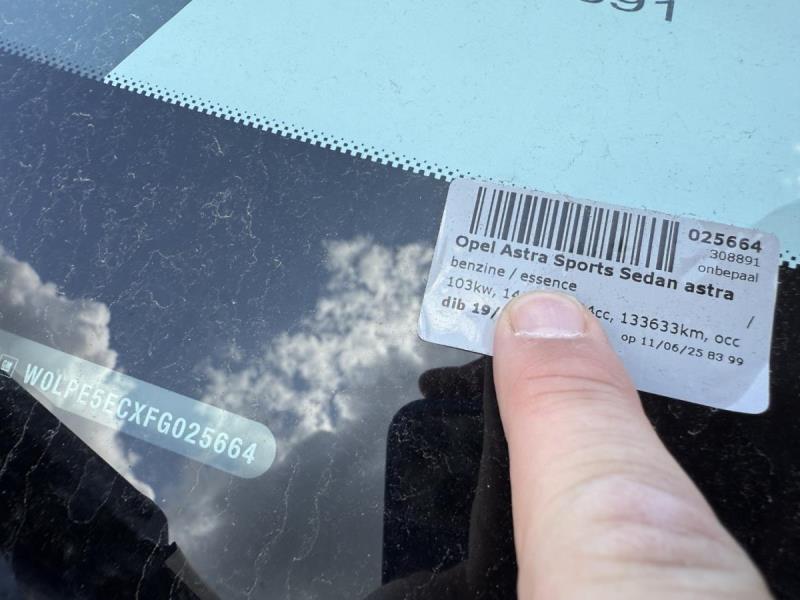 025664
308891
onbepaal
Opel Astra Sports Sedan astra
benzine / essence
/
103kw, 14 4cc, 133633km, occ
dib 19/
op 11/06/25 83 99
GM W0LPE5ECXFG025664